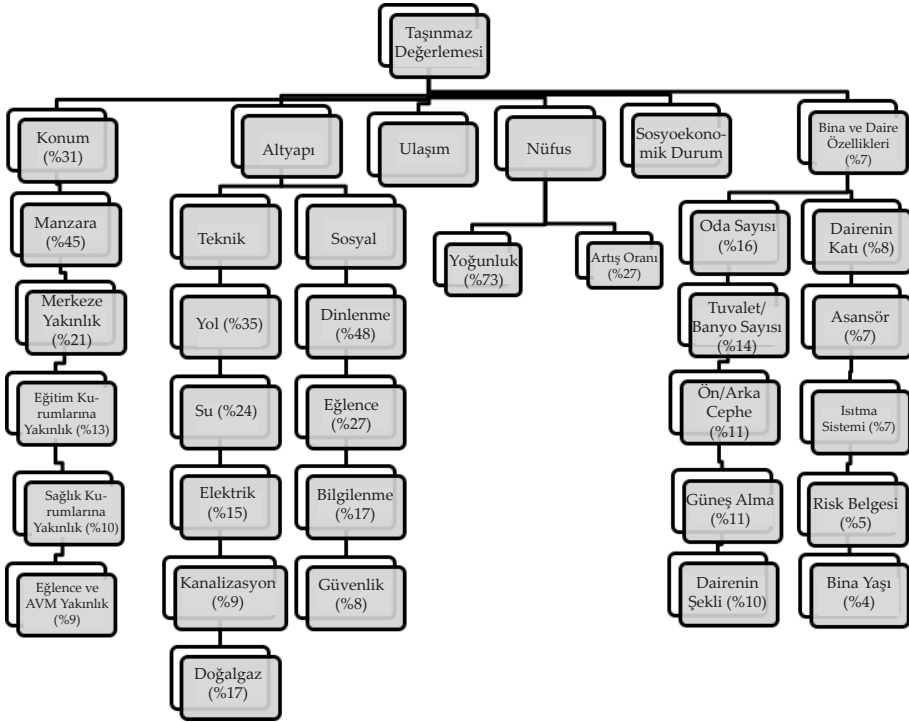 Taşınmaz
Değerlemesi
Konum
(%31)
Altyapı
Ulaşım
Nüfus
Sosyoekono-
mik Durum
Bina ve Daire
Özellikleri
(%7)
Manzara
(%45)
Merkeze
Yakınlık
(%21)
Eğitim Ku-
rumlarına
Yakınlık (%13)
Sağlık Ku-
rumlarına
Yakınlık (%10)
Eğlence ve
AVM Yakınlık
(%9)
Teknik
Yol (%35)
Su (%24)
Elektrik
(%15)
Kanalizasyon
(%9)
Doğalgaz
(%17)
Sosyal
Dinlenme
(%48)
Eğlence
(%27)
Bilgilenme
(%17)
Güvenlik
(%8)
Yoğunluk
(%73)
Artış Oranı
(%27)
Oda Sayısı
(%16)
Tuvalet/
Banyo Sayısı
(%14)
Ön/Arka
Cephe
(%11)
Güneş Alma
(%11)
Dairenin
Şekli (%10)
Dairenin
Katı (%8)
Asansör
(%7)
Isıtma
Sistemi (%7)
Risk Belgesi
(%5)
Bina Yaşı
(%4)